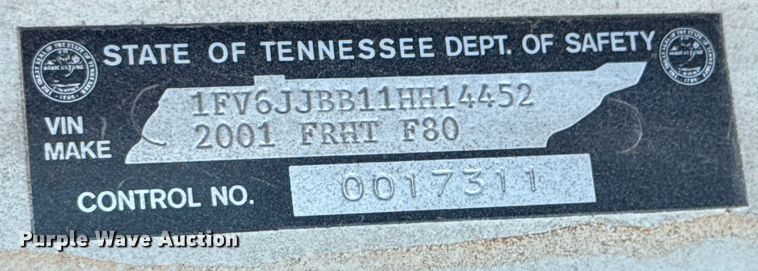 STATE OF TENNESSEE DEPT. OF SAFETY
VIN 1FV6JJBB11HH14452
MAKE 2001 FRHT F80
CONTROL NO. 0017311
Purple Wave Auction